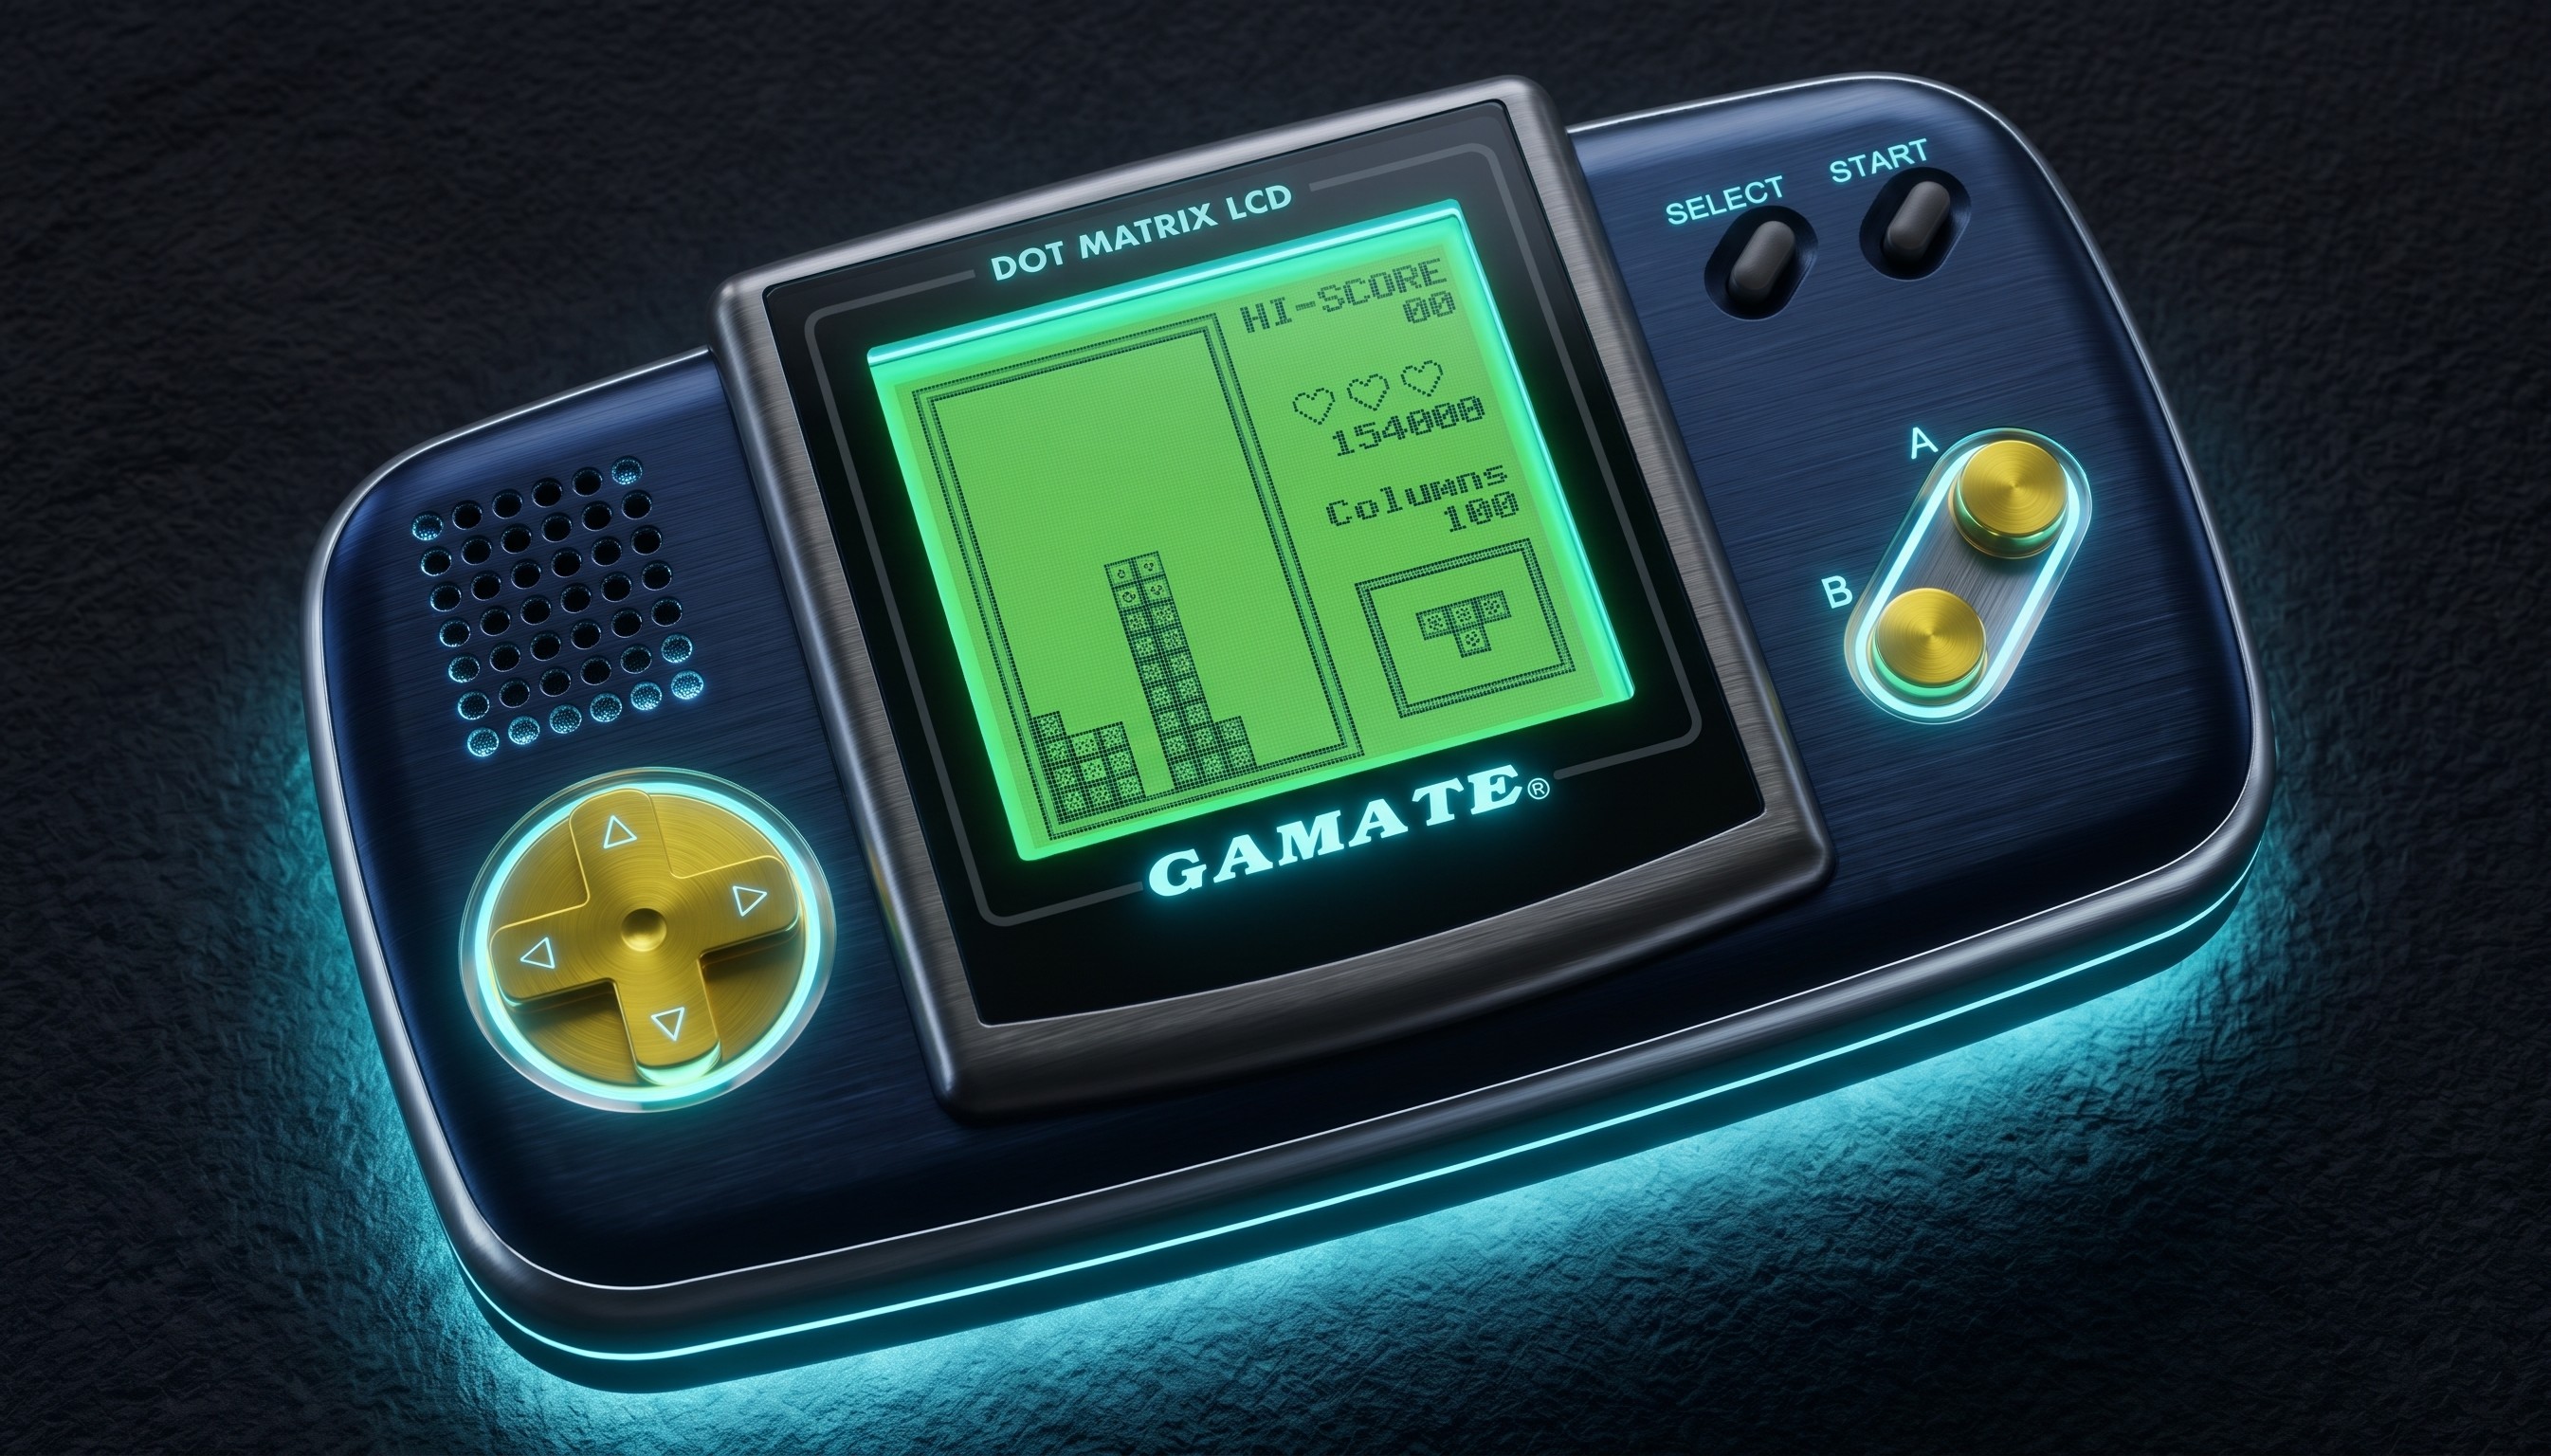 DOT MATRIX LCD
HI-SCORE
00
154000
Columns
100
GAMATE®
SELECT
START
A
B